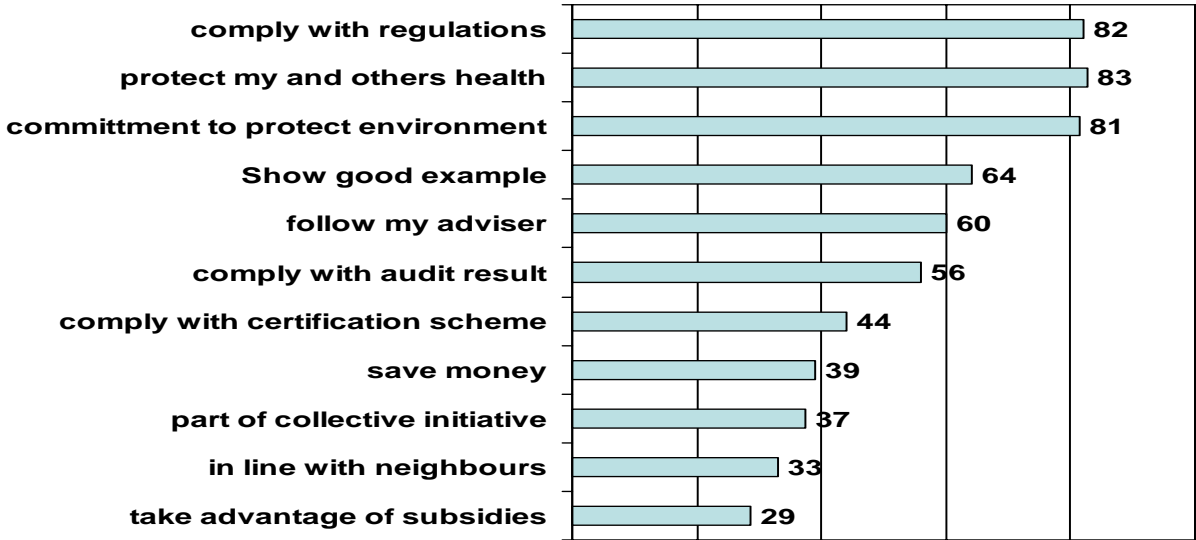 comply with regulations 82
protect my and others health 83
committment to protect environment 81
Show good example 64
follow my adviser 60
comply with audit result 56
comply with certification scheme 44
save money 39
part of collective initiative 37
in line with neighbours 33
take advantage of subsidies 29